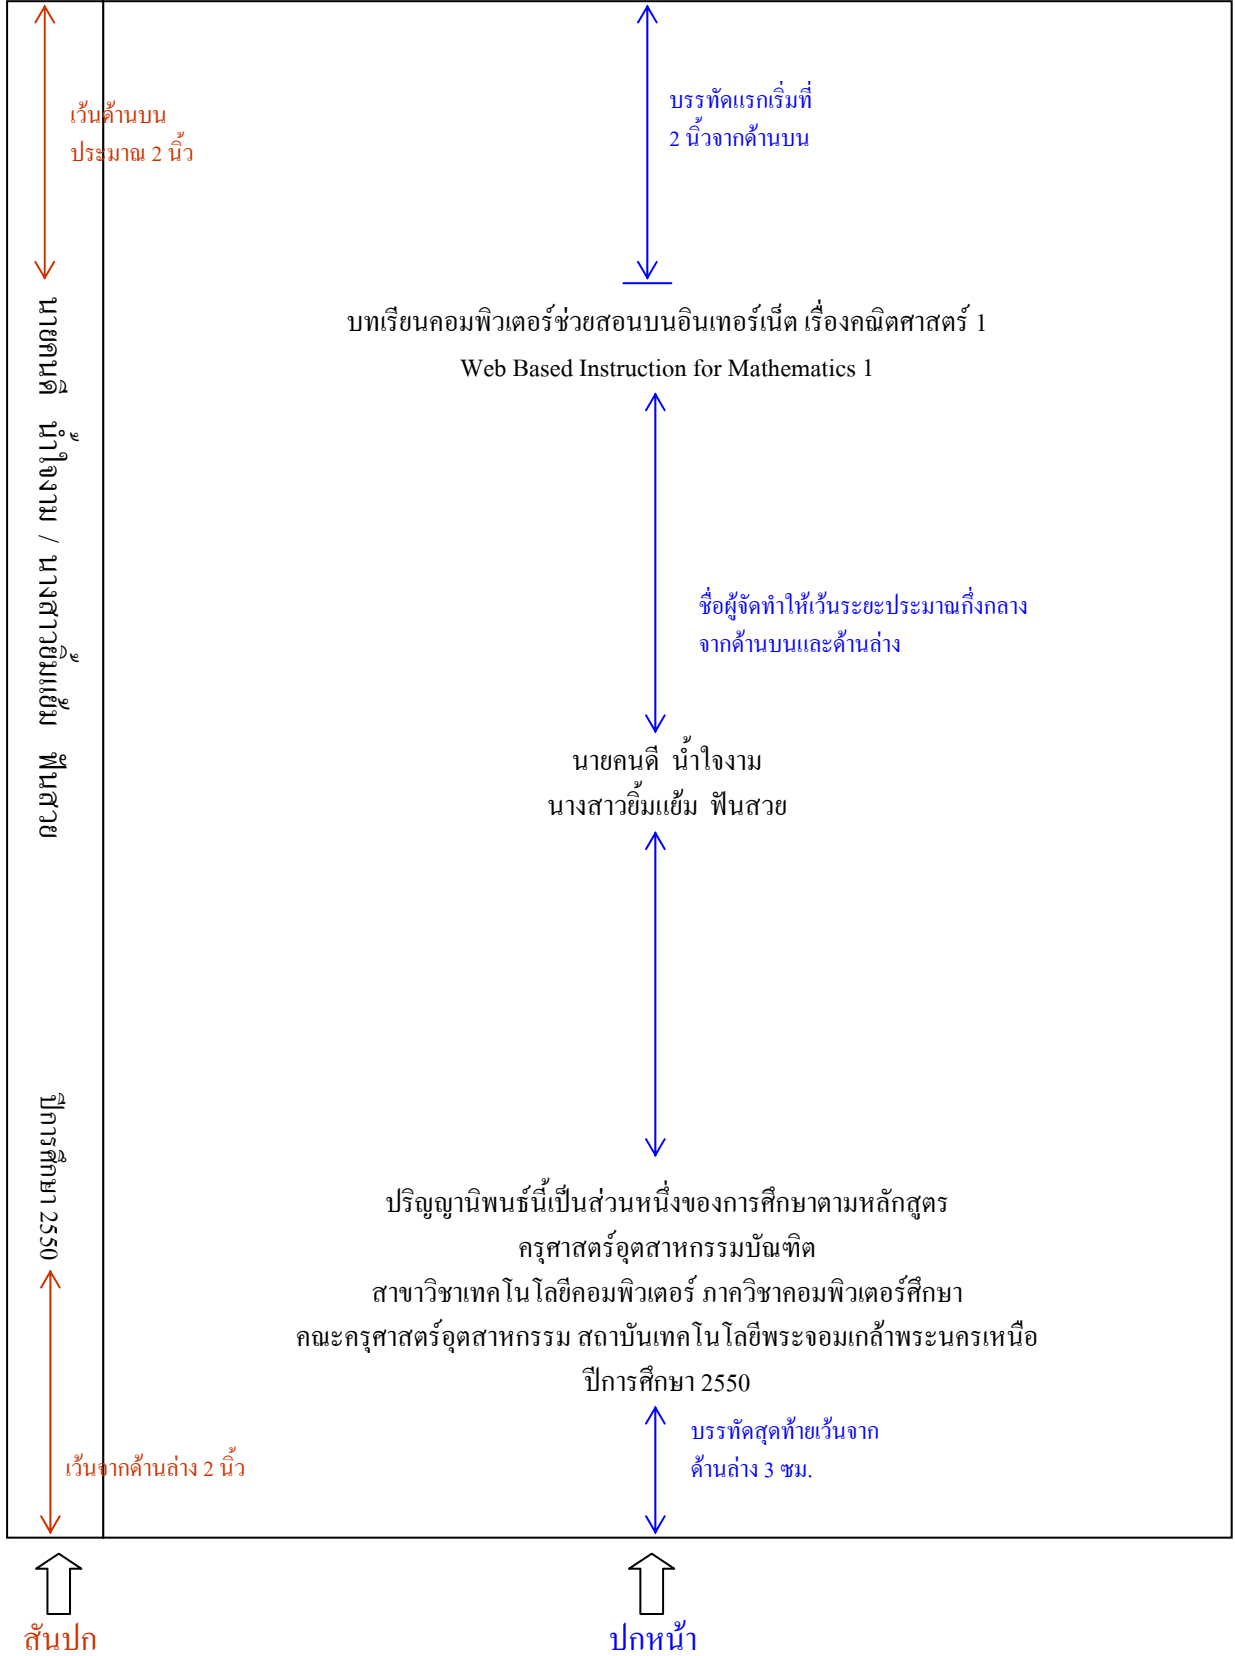 เว้นด้านบน
ประมาณ 2 นิ้ว
บรรทัดแรกเริ่มที่
2 นิ้วจากด้านบน
นายคนดี น้ำใจงาม / นางสาวยิ้มแย้ม ฟันสวย
บทเรียนคอมพิวเตอร์ช่วยสอนบนอินเทอร์เน็ต เรื่องคณิตศาสตร์ 1
Web Based Instruction for Mathematics 1
ชื่อผู้จัดทำให้เว้นระยะประมาณกึ่งกลาง
จากด้านบนและด้านล่าง
นายคนดี น้ำใจงาม
นางสาวยิ้มแย้ม ฟันสวย
ปีการศึกษา 2550
ปริญญานิพนธ์นี้เป็นส่วนหนึ่งของการศึกษาตามหลักสูตร
ครุศาสตร์อุตสาหกรรมบัณฑิต
สาขาวิชาเทคโนโลยีคอมพิวเตอร์ ภาควิชาคอมพิวเตอร์ศึกษา
คณะครุศาสตร์อุตสาหกรรม สถาบันเทคโนโลยีพระจอมเกล้าพระนครเหนือ
ปีการศึกษา 2550
เว้นจากด้านล่าง 2 นิ้ว
บรรทัดสุดท้ายเว้นจาก
ด้านล่าง 3 ซม.
สันปก
ปกหน้า